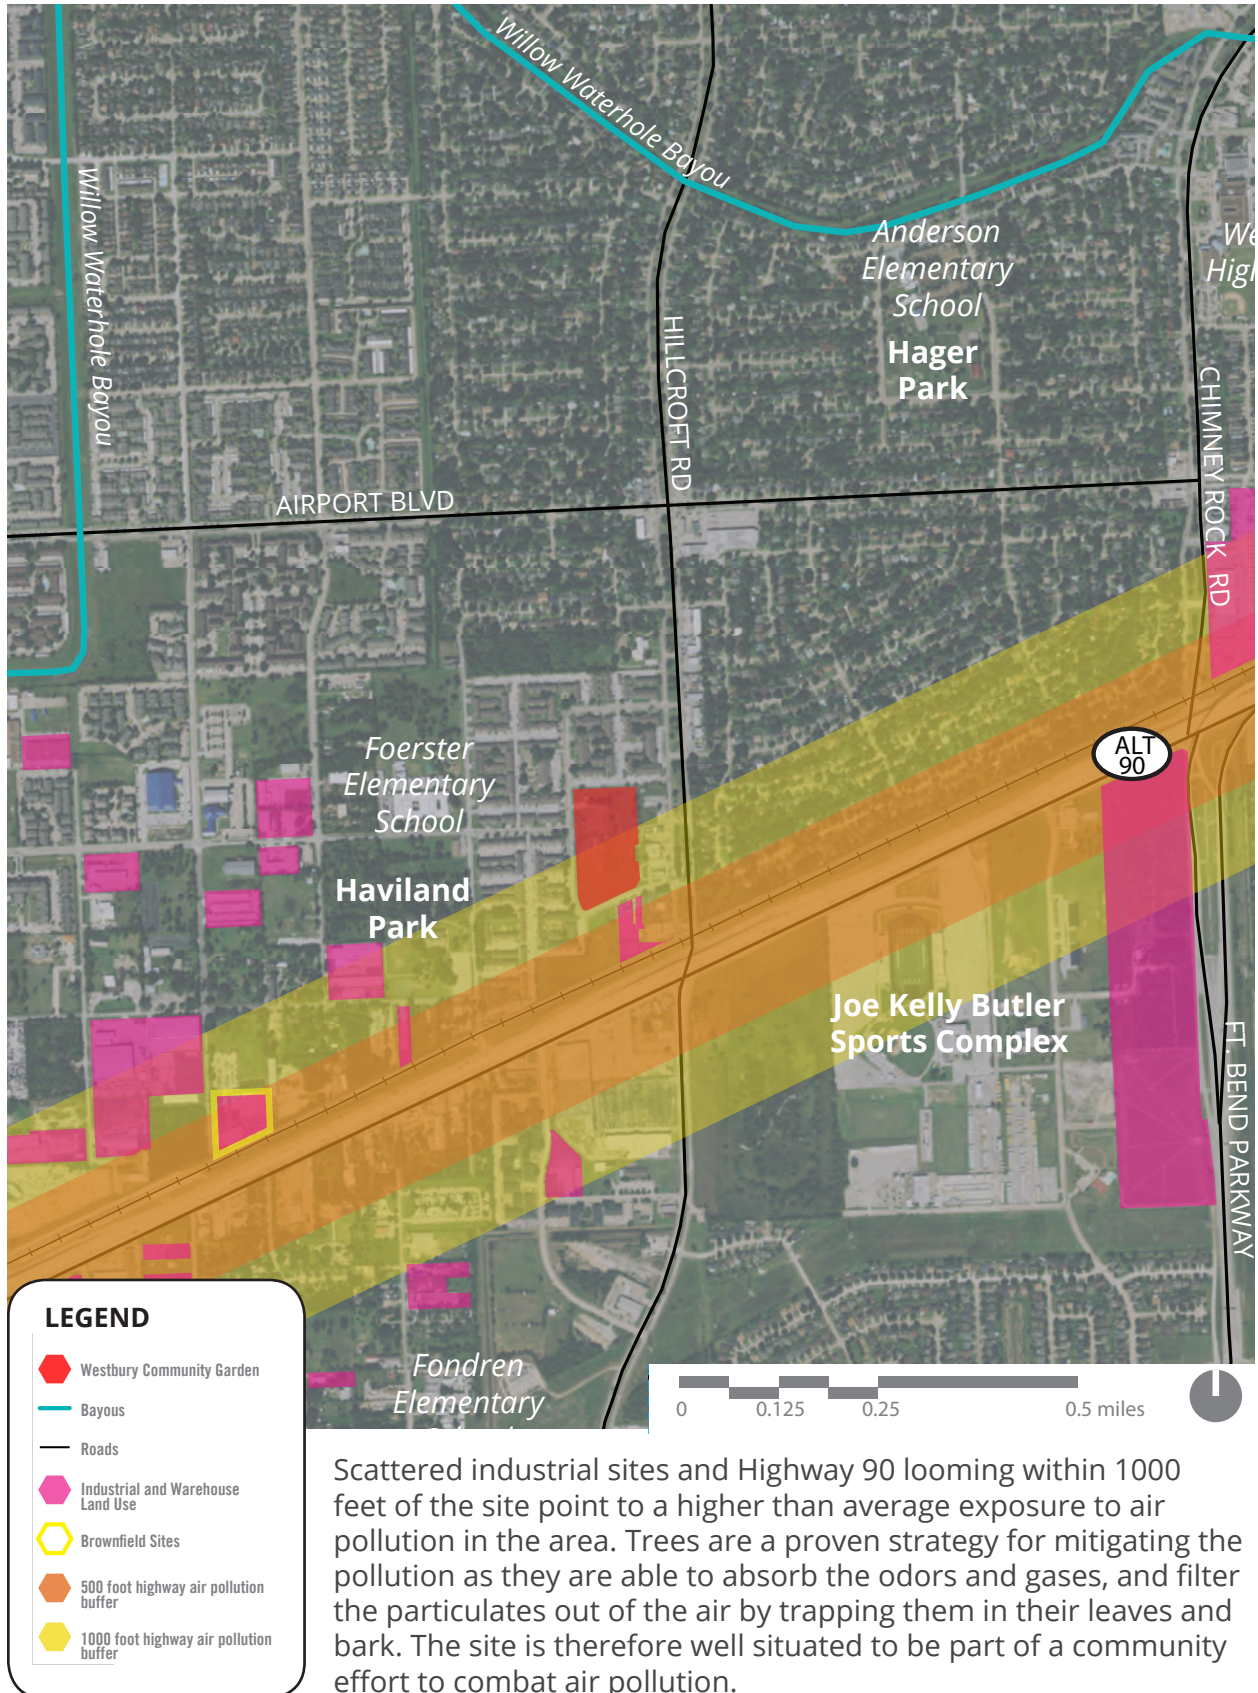 Willow Waterhole Bayou
Willow Waterhole Bayou
Anderson
Elementary
School
Hager
Park
HILLCROFT RD
CHIMNEY ROCK RD
AIRPORT BLVD
ALT
90
Foerster
Elementary
School
Haviland
Park
Joe Kelly Butler
Sports Complex
FT. BEND PARKWAY
Fondren
Elementary
LEGEND
Westbury Community Garden
Bayous
Roads
Industrial and Warehouse
Land Use
Brownfield Sites
500 foot highway air pollution
buffer
1000 foot highway air pollution
buffer
0 0.125 0.25 0.5 miles
Scattered industrial sites and Highway 90 looming within 1000
feet of the site point to a higher than average exposure to air
pollution in the area. Trees are a proven strategy for mitigating the
pollution as they are able to absorb the odors and gases, and filter
the particulates out of the air by trapping them in their leaves and
bark. The site is therefore well situated to be part of a community
effort to combat air pollution.